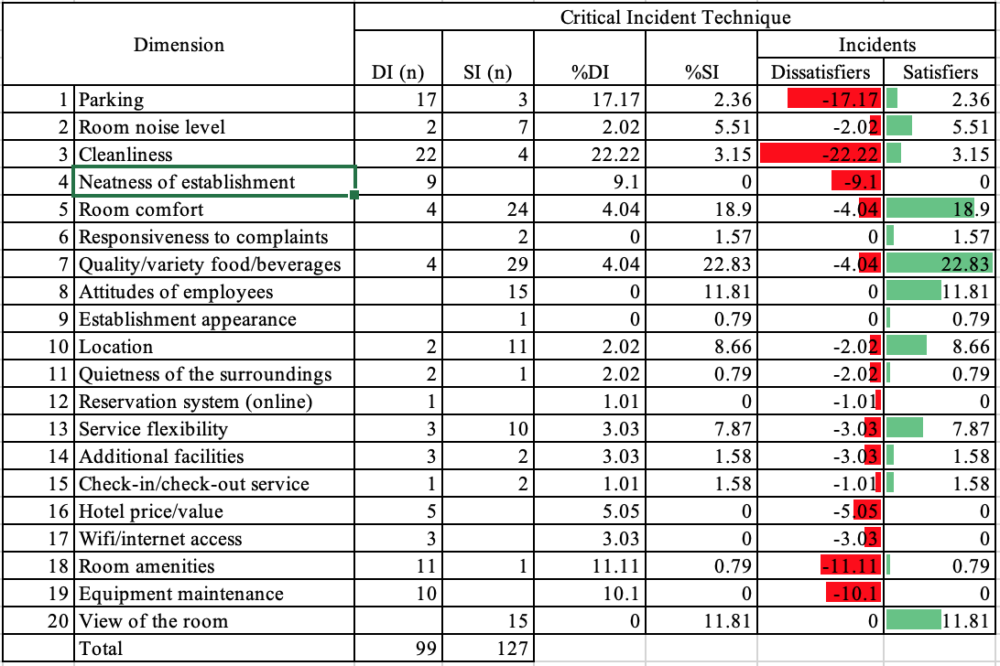 Critical Incident Technique
Dimension
Incidents
DI (n) SI (n) %DI %SI Dissatisfiers Satisfiers
1 Parking 17 3 17.17 2.36 -17.17 2.36
2 Room noise level 2 7 2.02 5.51 -2.02 5.51
3 Cleanliness 22 4 22.22 3.15 -22.22 3.15
4 Neatness of establishment 9 9.1 0 -9.1 0
5 Room comfort 4 24 4.04 18.9 -4.04 18.9
6 Responsiveness to complaints 2 0 1.57 0 1.57
7 Quality/variety food/beverages 4 29 4.04 22.83 -4.04 22.83
8 Attitudes of employees 15 0 11.81 0 11.81
9 Establishment appearance 1 0 0.79 0 0.79
10 Location 2 11 2.02 8.66 -2.02 8.66
11 Quietness of the surroundings 2 1 2.02 0.79 -2.02 0.79
12 Reservation system (online) 1 1.01 0 -1.01 0
13 Service flexibility 3 10 3.03 7.87 -3.03 7.87
14 Additional facilities 3 2 3.03 1.58 -3.03 1.58
15 Check-in/check-out service 1 2 1.01 1.58 -1.01 1.58
16 Hotel price/value 5 5.05 0 -5.05 0
17 Wifi/internet access 3 3.03 0 -3.03 0
18 Room amenities 11 1 11.11 0.79 -11.11 0.79
19 Equipment maintenance 10 10.1 0 -10.1 0
20 View of the room 15 0 11.81 0 11.81
Total 99 127